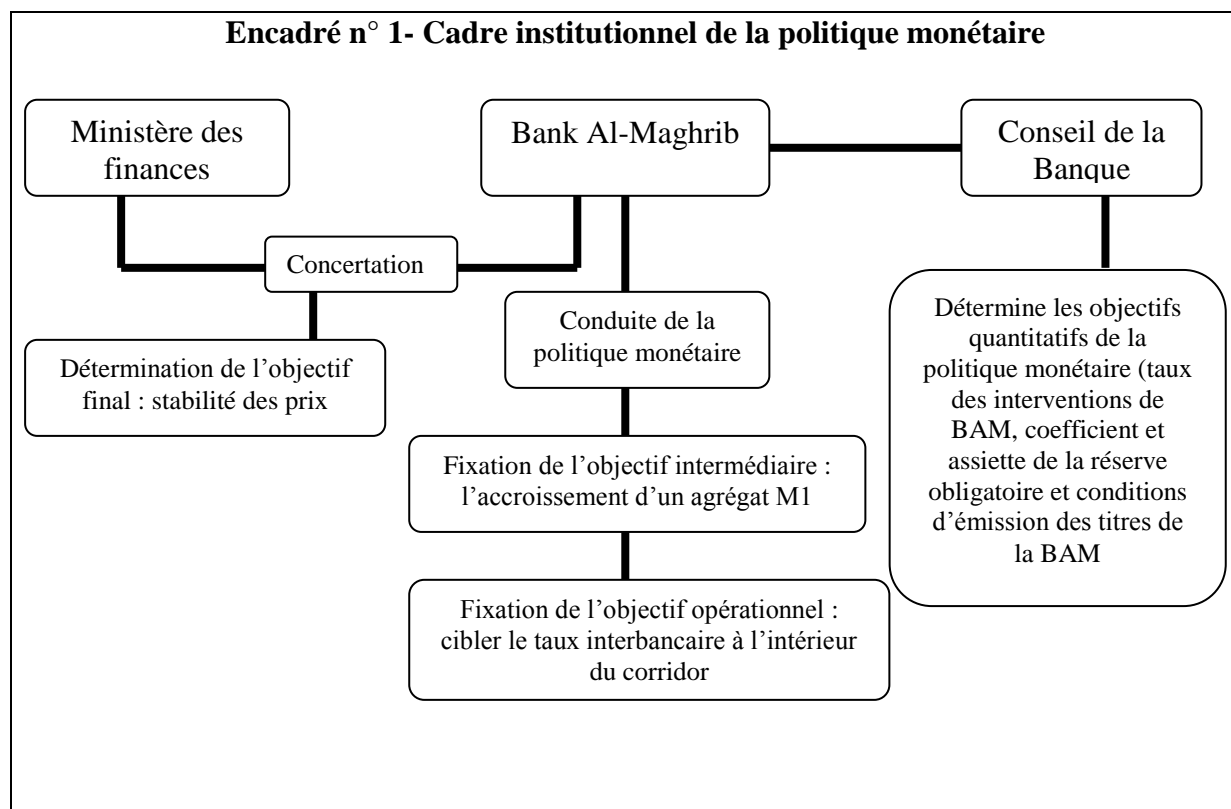 Encadré n° 1- Cadre institutionnel de la politique monétaire
Ministère des
finances
Bank Al-Maghrib
Conseil de la
Banque
Concertation
Détermination de l’objectif
final : stabilité des prix
Conduite de la
politique monétaire
Fixation de l’objectif intermédiaire :
l’accroissement d’un agrégat M1
Fixation de l’objectif opérationnel :
cibler le taux interbancaire à l’intérieur
du corridor
Détermine les objectifs
quantitatifs de la
politique monétaire (taux
des interventions de
BAM, coefficient et
assiette de la réserve
obligatoire et conditions
d’émission des titres de
la BAM